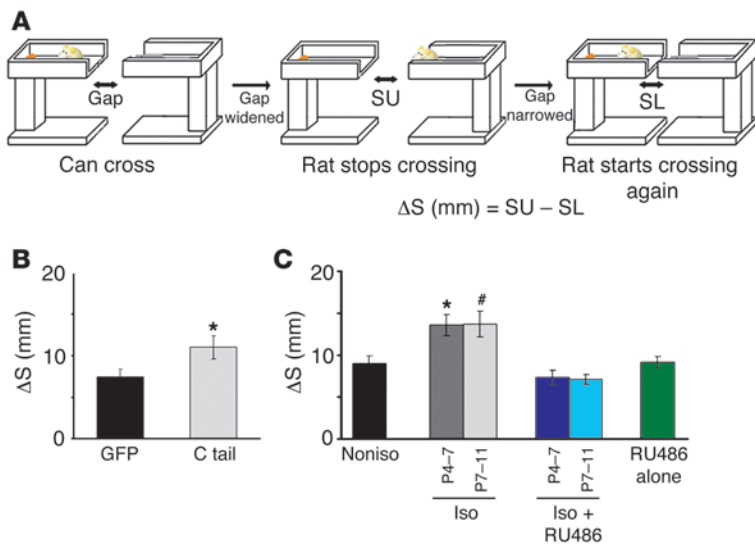 A
Gap
Gap
widened
SU
Gap
narrowed
SL
Can cross
Rat stops crossing
Rat starts crossing
again
ΔS (mm) = SU – SL
B
ΔS (mm)
20
10
0
*
GFP
C tail
C
ΔS (mm)
20
10
0
*
#
Noniso
P4–7
P7–11
Iso
P4–7
P7–11
Iso +
RU486
RU486
alone